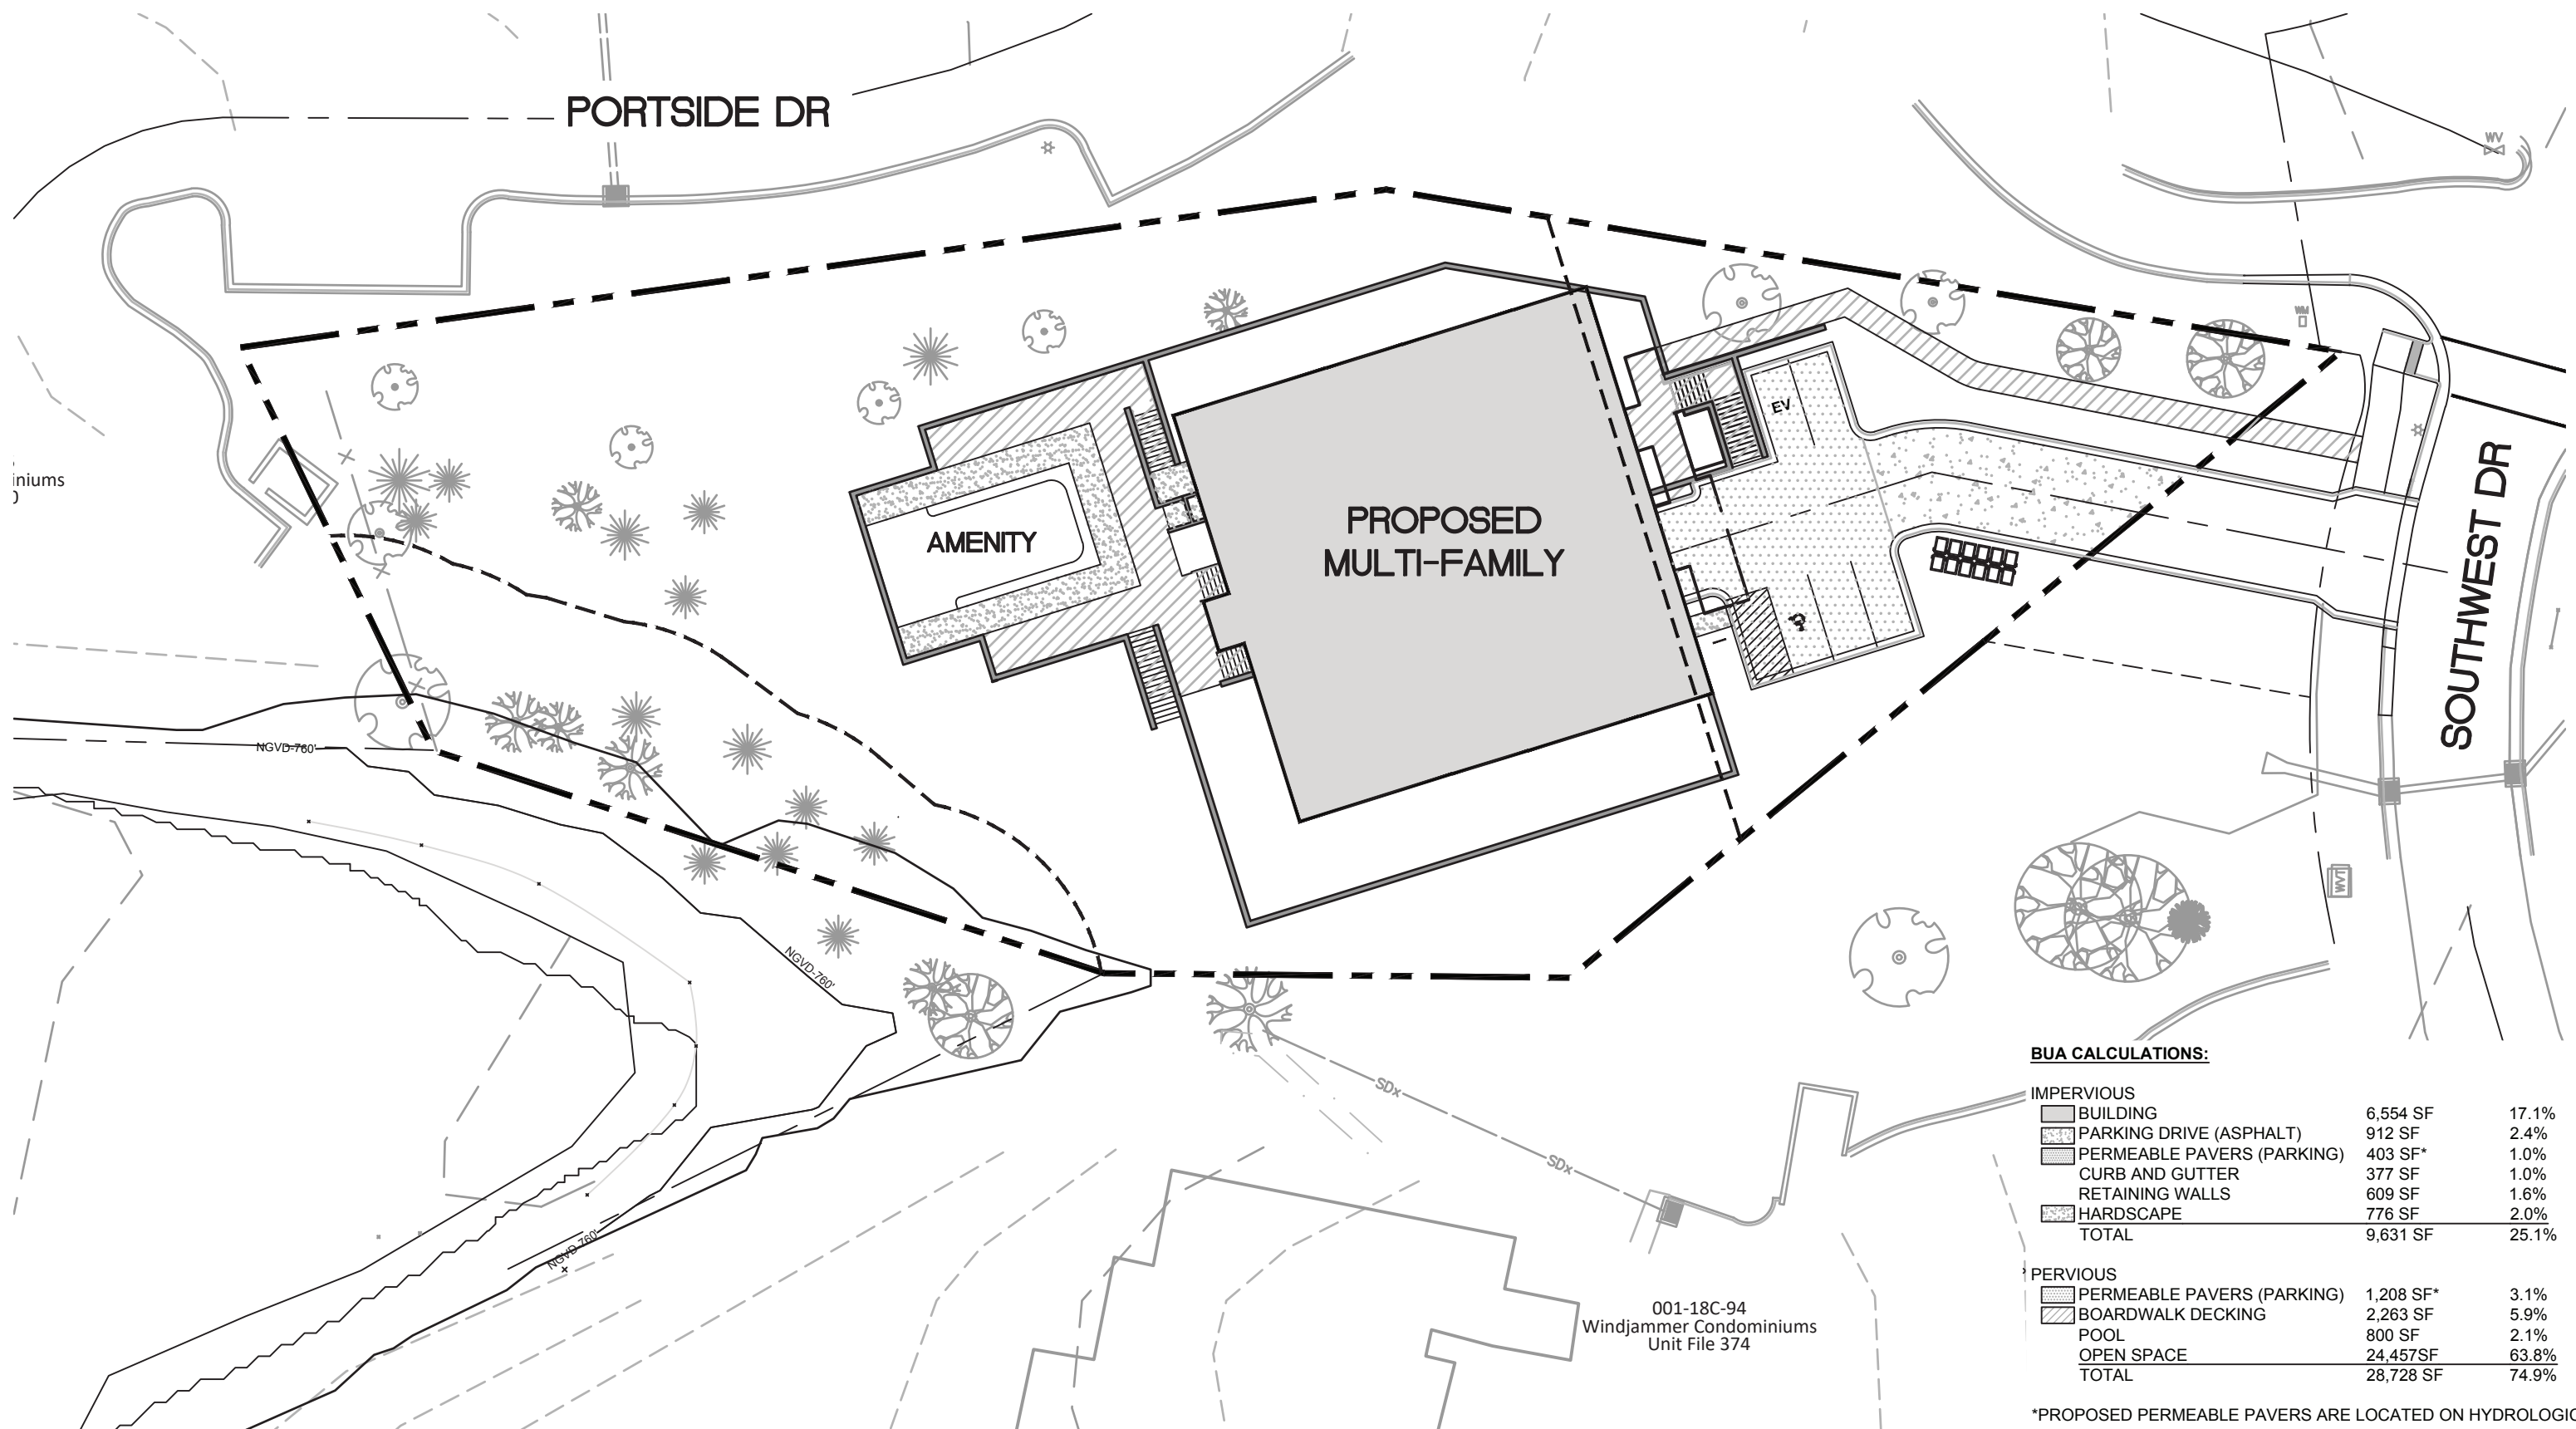 PORTSIDE DR
WV
WM
iniums
0
EV
PROPOSED
MULTI-FAMILY
AMENITY
SOUTHWEST DR
NGVD-760'
WVT
NGVD-760'
SDx
SDx
NGVD-760'
001-18C-94
Windjammer Condominiums
Unit File 374
BUA CALCULATIONS:
IMPERVIOUS
BUILDING 6,554 SF 17.1%
PARKING DRIVE (ASPHALT) 912 SF 2.4%
PERMEABLE PAVERS (PARKING) 403 SF* 1.0%
CURB AND GUTTER 377 SF 1.0%
RETAINING WALLS 609 SF 1.6%
HARDSCAPE 776 SF 2.0%
TOTAL 9,631 SF 25.1%
PERVIOUS
PERMEABLE PAVERS (PARKING) 1,208 SF* 3.1%
BOARDWALK DECKING 2,263 SF 5.9%
POOL 800 SF 2.1%
OPEN SPACE 24,457SF 63.8%
TOTAL 28,728 SF 74.9%
*PROPOSED PERMEABLE PAVERS ARE LOCATED ON HYDROLOGIC